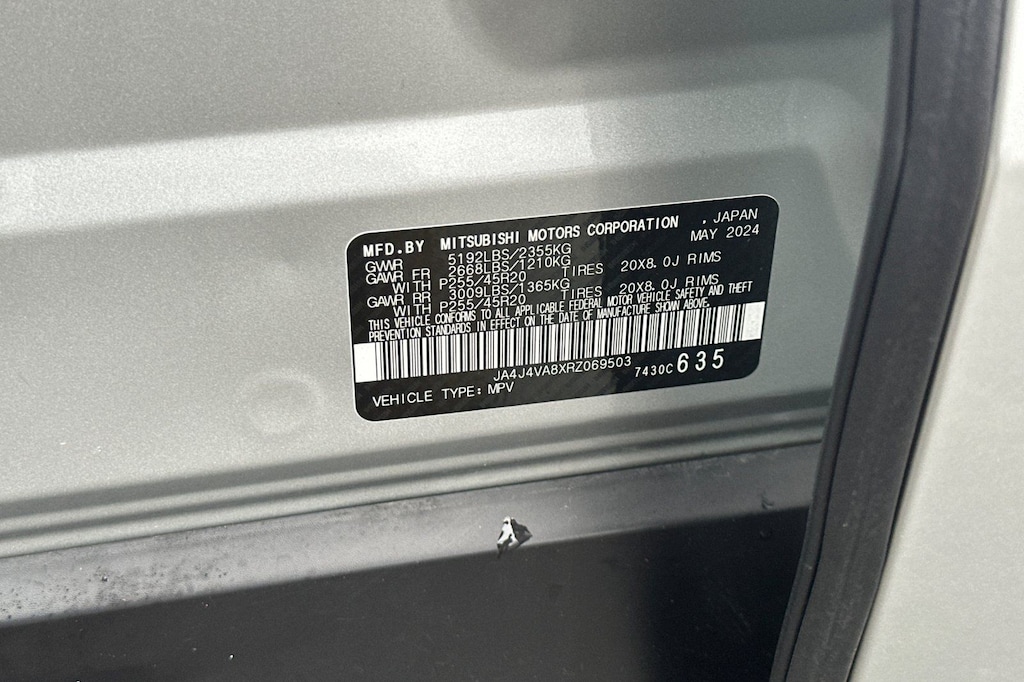 MFD.BY MITSUBISHI MOTORS CORPORATION , JAPAN
GVWR 5192LBS/2355KG MAY 2024
GAWR FR 2668LBS/1210KG
WITH P255/45R20 TIRES 20X8.0J RIMS
GAWR RR 3009LBS/1365KG
WITH P255/45R20 TIRES 20X8.0J RIMS
THIS VEHICLE CONFORMS TO ALL APPLICABLE FEDERAL MOTOR VEHICLE SAFETY AND THEFT
PREVENTION STANDARDS IN EFFECT ON THE DATE OF MANUFACTURE SHOWN ABOVE.
JA4J4VA8XRZ069503 7430C 635
VEHICLE TYPE: MPV